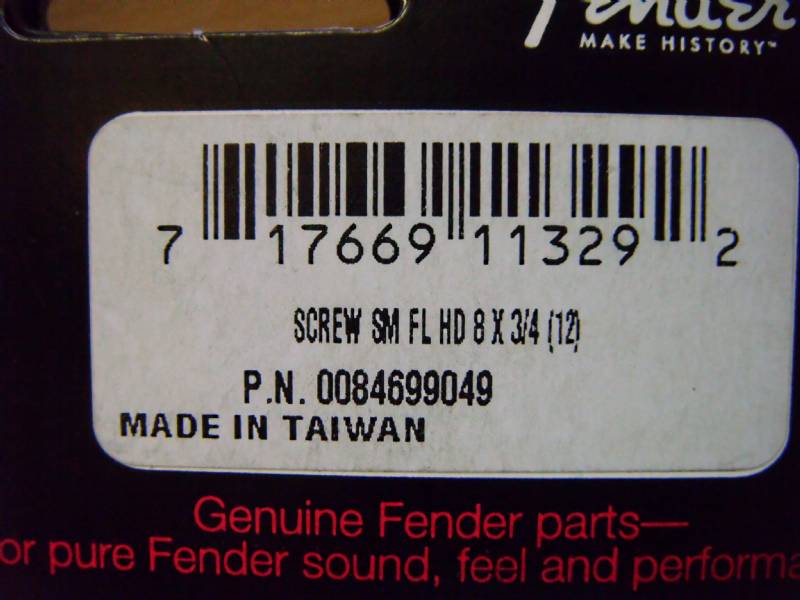 Fender
MAKE HISTORY™
7 17669 11329 2
SCREW SM FL HD 8 X 3/4 (12)
P.N. 0084699049
MADE IN TAIWAN
Genuine Fender parts—
or pure Fender sound, feel and performa